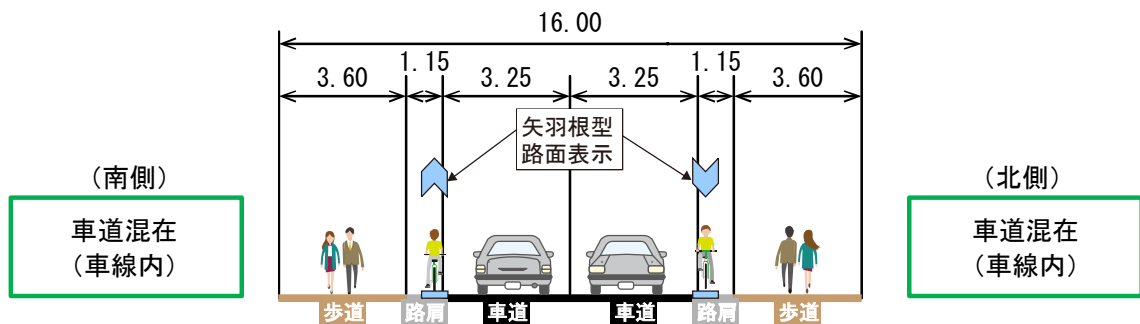 16.00
1.15
1.15
3.60
3.25
3.25
3.60
矢羽根型
路面表示
（南側）
車道混在
（車線内）
（北側）
車道混在
（車線内）
歩道
路肩
車道
車道
路肩
歩道